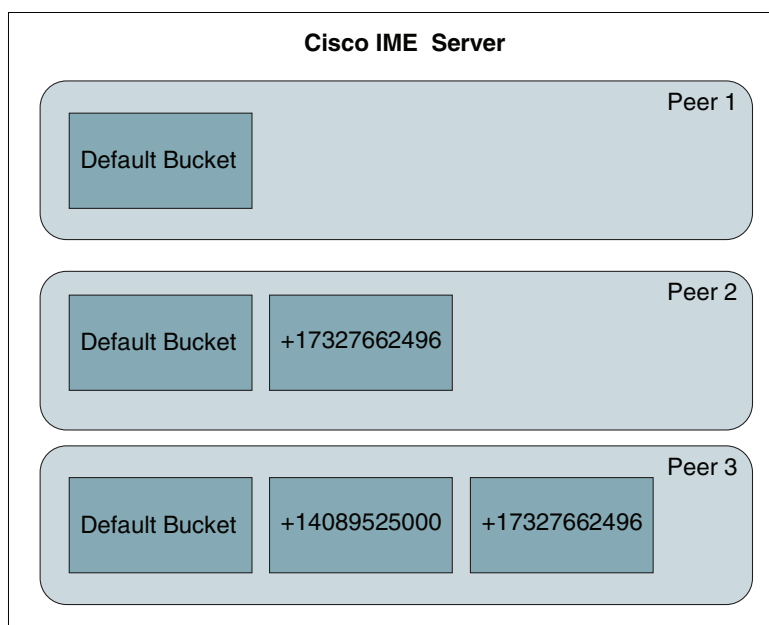 Cisco IME Server
Peer 1
Default Bucket
Peer 2
Default Bucket
+17327662496
Peer 3
Default Bucket
+14089525000
+17327662496